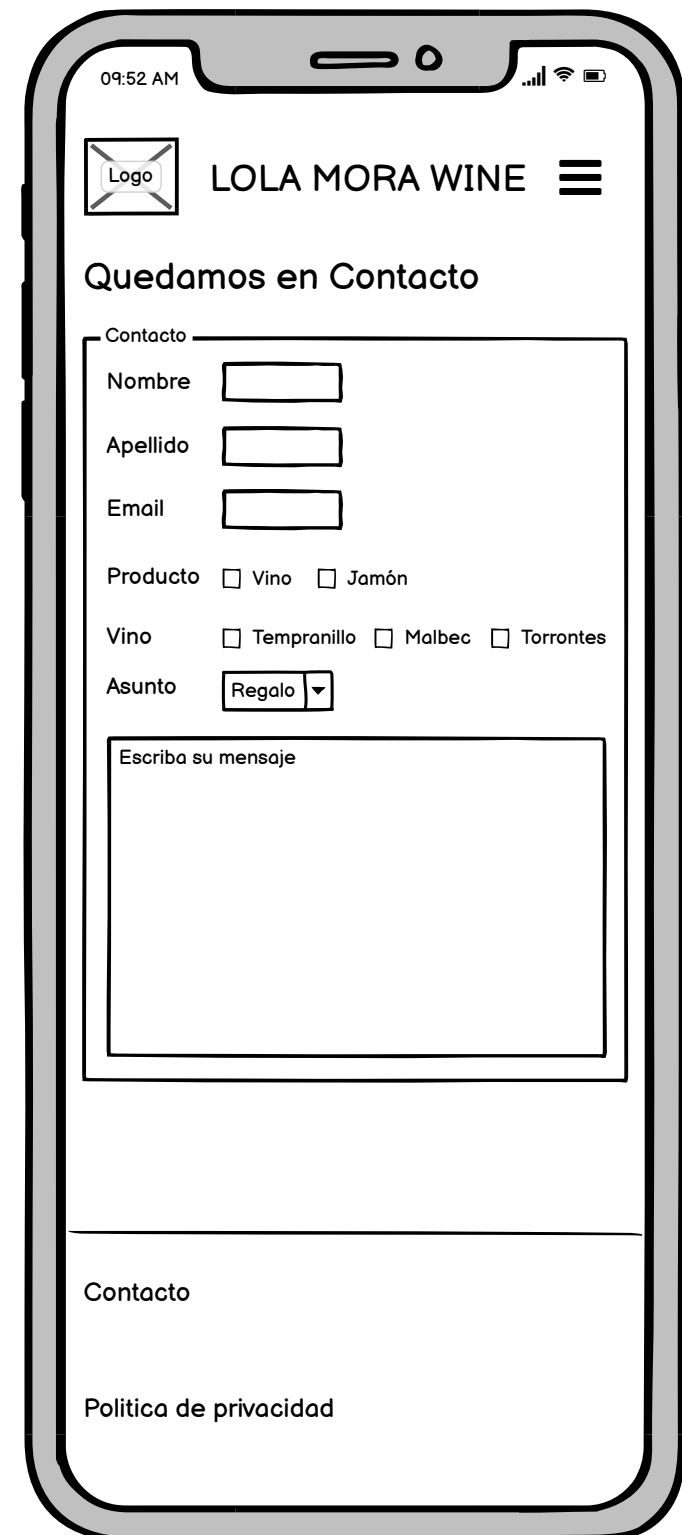 09:52 AM
Logo
LOLA MORA WINE
Quedamos en Contacto
Contacto
Nombre
Apellido
Email
Producto Vino Jamón
Vino Tempranillo Malbec Torrontes
Asunto Regalo
Escriba su mensaje
Contacto
Politica de privacidad